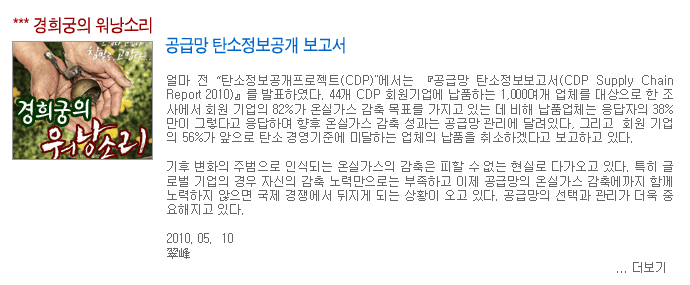 *** 경희궁의 워낭소리
경희궁의
워낭소리
공급망 탄소정보공개 보고서
얼마 전 “탄소정보공개프로젝트(CDP)”에서는 『공급망 탄소정보보고서(CDP Supply Chain
Report 2010)』를 발표하였다. 44개 CDP 회원기업에 납품하는 1,000며개 업체를 대상으로 한 조
사에서 회원 기업의 82%가 온실가스 감축 목표를 가지고 있는 데 비해 납품업체는 응답자의 38%
만이 그렇다고 응답하며 향후 온실가스 감축 성과는 공급망 관리에 달려있다. 그리고 회원 기업
의 56%가 앞으로 탄소 경영기준에 미달하는 업체의 납품을 취소하겠다고 보고하고 있다.
기후 변화의 주범으로 인식되는 온실가스의 감축은 피할 수 없는 현실로 다가오고 있다. 특히 글
로벌 기업의 경우 자신의 감축 노력만으로는 부족하고 이제 공급망의 온실가스 감축에까지 함께
노력하지 않으면 국제 경쟁에서 뒤지게 되는 상황이 오고 있다. 공급망의 선택과 관리가 더욱 중
요해지고 있다.
2010. 05. 10
翠峰
... 더보기